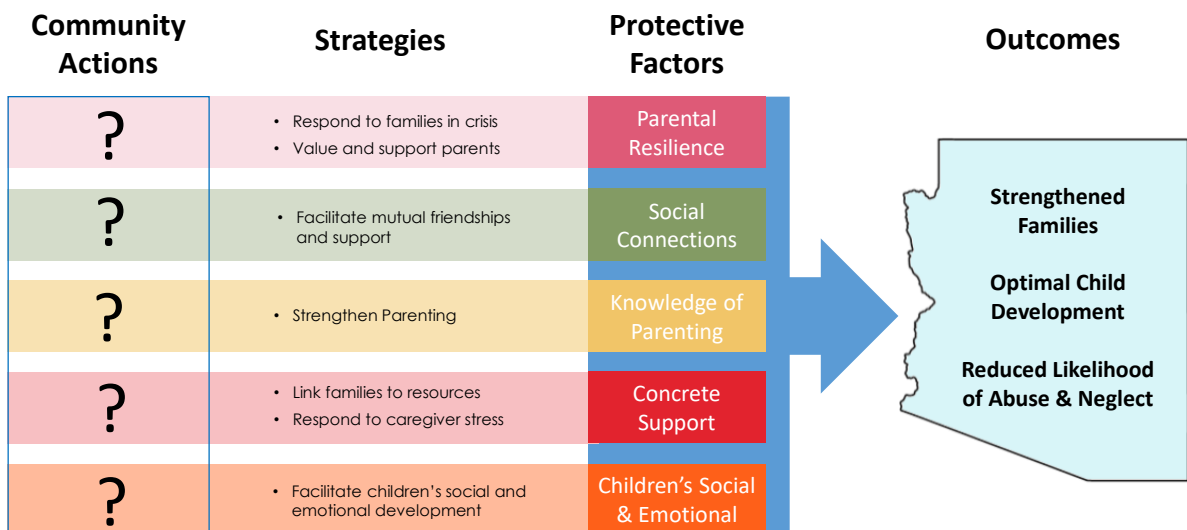 Community
Actions
Strategies
Protective
Factors
Outcomes
?
• Respond to families in crisis
• Value and support parents
Parental
Resilience
?
• Facilitate mutual friendships
and support
Social
Connections
?
• Strengthen Parenting
Knowledge of
Parenting
?
• Link families to resources
• Respond to caregiver stress
Concrete
Support
?
• Facilitate children’s social and
emotional development
Children’s Social
& Emotional
Strengthened
Families
Optimal Child
Development
Reduced Likelihood
of Abuse & Neglect